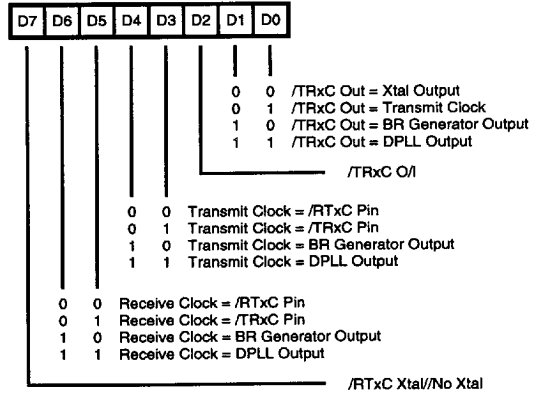 D7 D6 D5 D4 D3 D2 D1 D0
0 0 /TRxC Out = Xtal Output
0 1 /TRxC Out = Transmit Clock
1 0 /TRxC Out = BR Generator Output
1 1 /TRxC Out = DPLL Output
/TRxC O/I
0 0 Transmit Clock = /RTxC Pin
0 1 Transmit Clock = /TRxC Pin
1 0 Transmit Clock = BR Generator Output
1 1 Transmit Clock = DPLL Output
0 0 Receive Clock = /RTxC Pin
0 1 Receive Clock = /TRxC Pin
1 0 Receive Clock = BR Generator Output
1 1 Receive Clock = DPLL Output
/RTxC Xtal//No Xtal